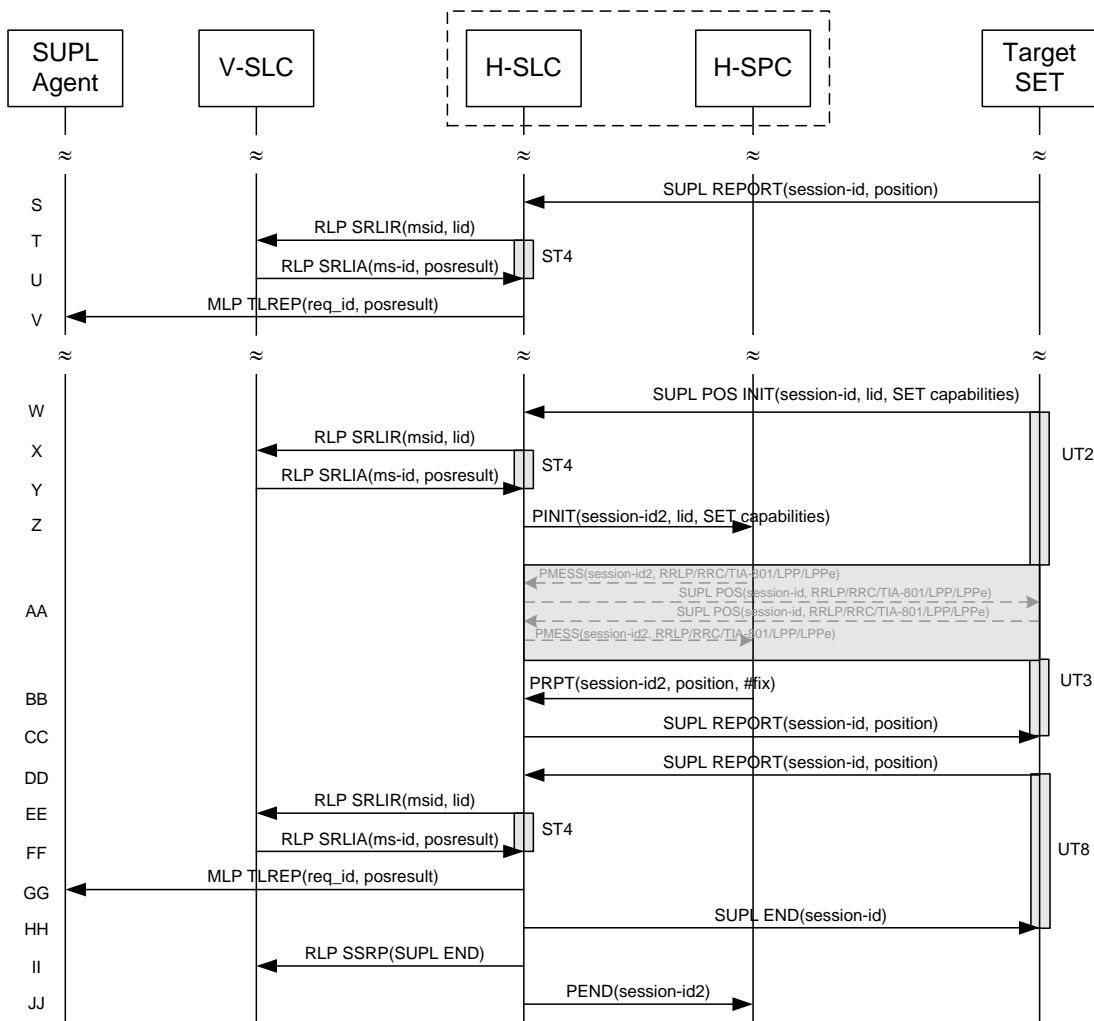 SUPL
Agent
V-SLC
H-SLC
H-SPC
Target
SET
≈ ≈ ≈ ≈ ≈
S
SUPL REPORT(session-id, position)
T
RLP SRLIR(msid, lid)
ST4
U
RLP SRLIA(ms-id, posresult)
V
MLP TLREP(req_id, posresult)
≈ ≈ ≈ ≈ ≈
W
SUPL POS INIT(session-id, lid, SET capabilities)
X
RLP SRLIR(msid, lid)
ST4
UT2
Y
RLP SRLIA(ms-id, posresult)
Z
PINIT(session-id2, lid, SET capabilities)
AA
PMESS(session-id2, RRLP/RRC/TIA-801/LPP/LPPe)
SUPL POS(session-id, RRLP/RRC/TIA-801/LPP/LPPe)
SUPL POS(session-id, RRLP/RRC/TIA-801/LPP/LPPe)
PMESS(session-id2, RRLP/RRC/TIA-801/LPP/LPPe)
BB
PRPT(session-id2, position, #fix)
UT3
CC
SUPL REPORT(session-id, position)
DD
SUPL REPORT(session-id, position)
EE
RLP SRLIR(msid, lid)
ST4
FF
RLP SRLIA(ms-id, posresult)
UT8
GG
MLP TLREP(req_id, posresult)
HH
SUPL END(session-id)
II
RLP SSRP(SUPL END)
JJ
PEND(session-id2)